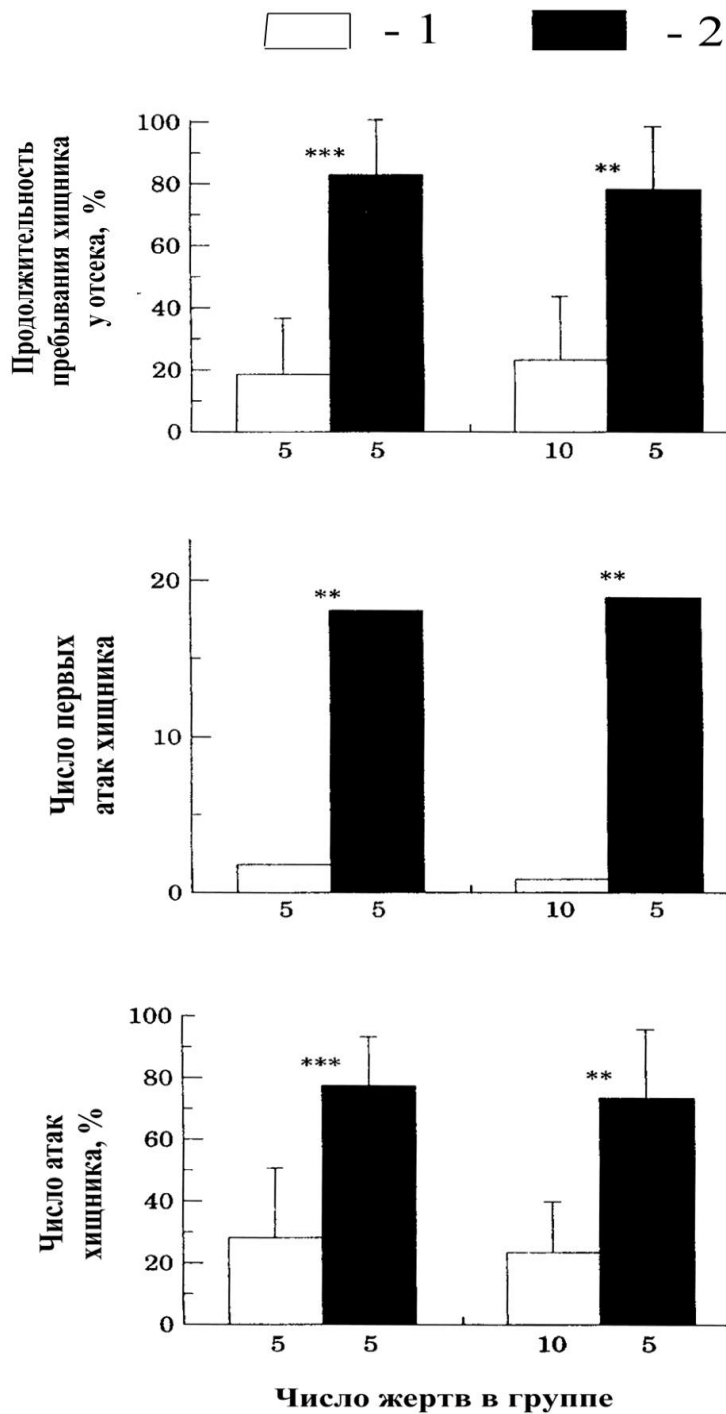 - 1 - 2
Продолжительность
пребывания хищника
у отсека, %
100
80
60
40
20
0
*** **
5 5 10 5
Число первых
атак хищника
20
10
0
** **
5 5 10 5
Число атак
хищника, %
100
80
60
40
20
0
*** **
5 5 10 5
Число жертв в группе